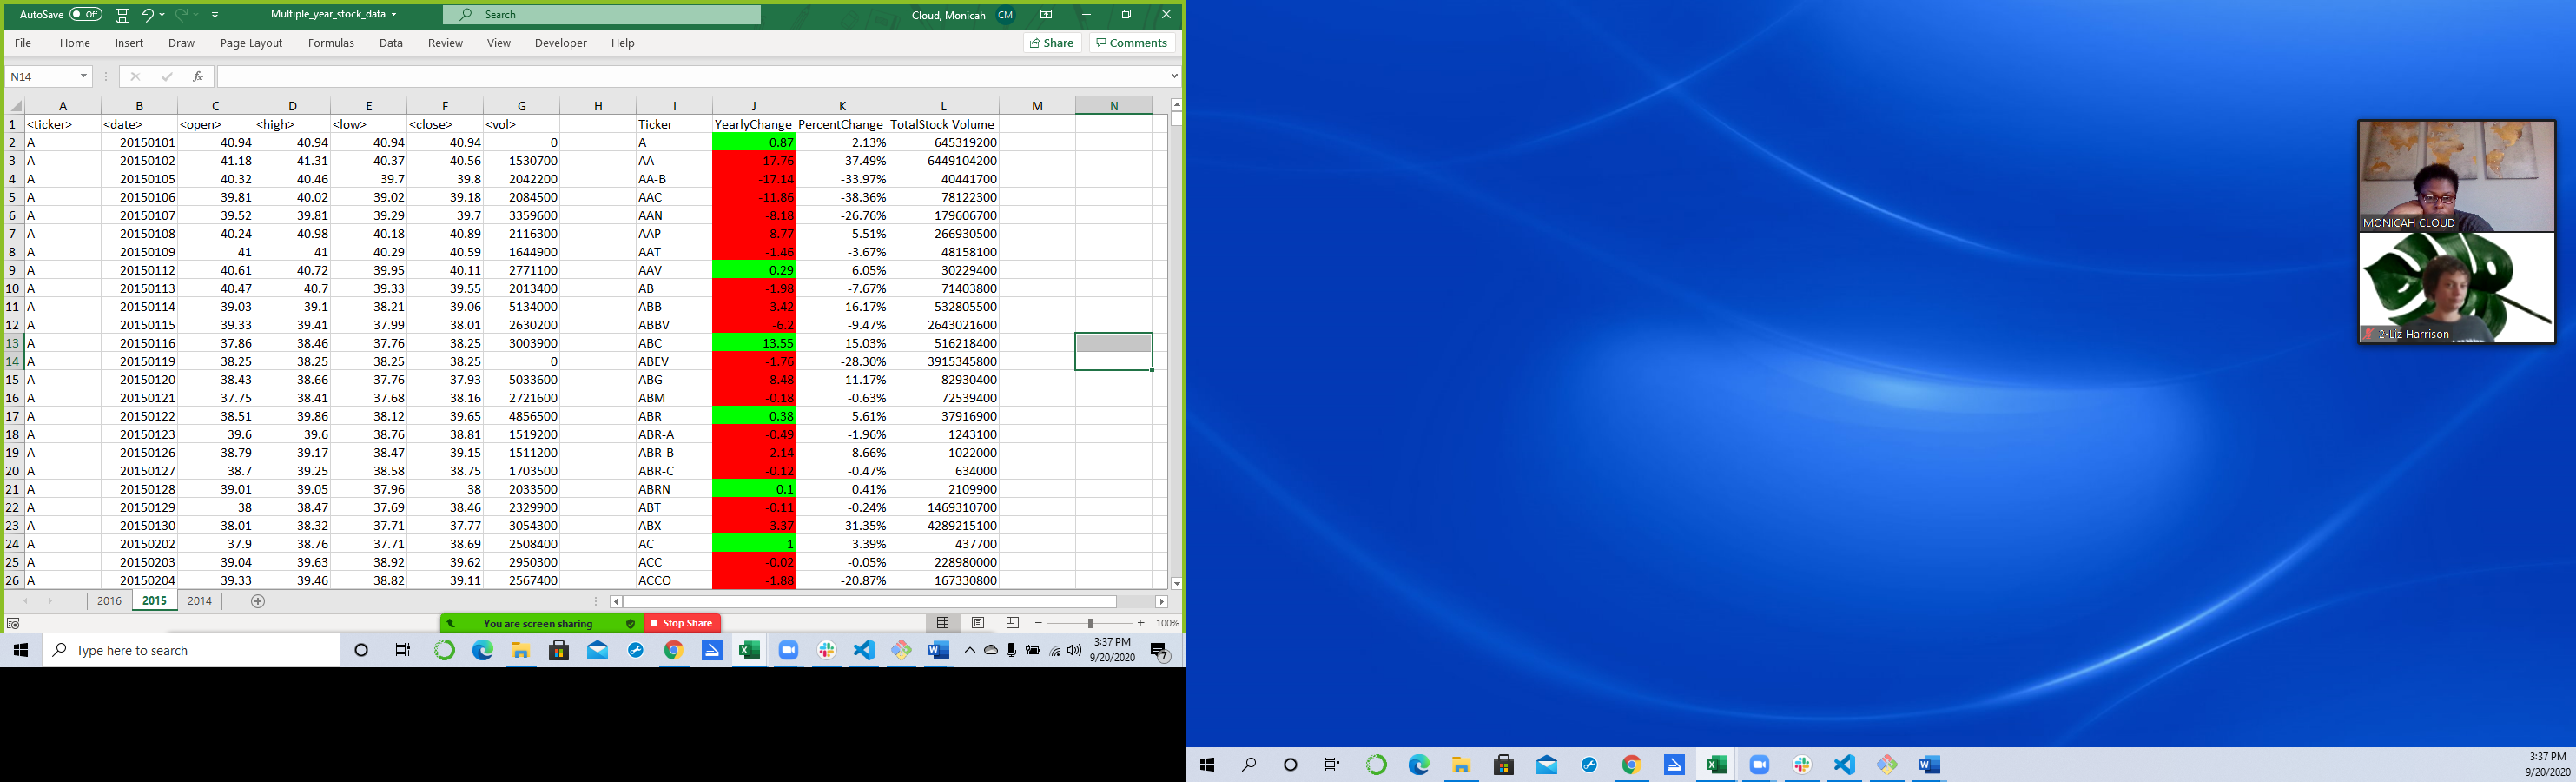 AutoSave Off Multiple_year_stock_data Search Cloud, Monicah CM
File Home Insert Draw Page Layout Formulas Data Review View Developer Help Share Comments
N14 fx
A B C D E F G H I J K L M N
1 <ticker> <date> <open> <high> <low> <close> <vol> Ticker YearlyChange PercentChange TotalStock Volume
2 A 20150101 40.94 40.94 40.94 40.94 0 A 0.87 2.13% 645319200
3 A 20150102 41.18 41.31 40.37 40.56 1530700 AA -17.76 -37.49% 6449104200
4 A 20150105 40.32 40.46 39.7 39.8 2042200 AA-B -17.14 -33.97% 40441700
5 A 20150106 39.81 40.02 39.02 39.18 2084500 AAC -11.86 -38.36% 78122300
6 A 20150107 39.52 39.81 39.29 39.7 3359600 AAN -8.18 -26.76% 179606700
7 A 20150108 40.24 40.98 40.18 40.89 2116300 AAP -8.77 -5.51% 266930500
8 A 20150109 41 41 40.29 40.59 1644900 AAT -1.46 -3.67% 48158100
9 A 20150112 40.61 40.72 39.95 40.11 2771100 AAV 0.29 6.05% 30229400
10 A 20150113 40.47 40.7 39.33 39.55 2013400 AB -1.98 -7.67% 71403800
11 A 20150114 39.03 39.1 38.21 39.06 5134000 ABB -3.42 -16.17% 532805500
12 A 20150115 39.33 39.41 37.99 38.01 2630200 ABBV -6.2 -9.47% 2643021600
13 A 20150116 37.86 38.46 37.76 38.25 3003900 ABC 13.55 15.03% 516218400
14 A 20150119 38.25 38.25 38.25 38.25 0 ABEV -1.76 -28.30% 3915345800
15 A 20150120 38.43 38.66 37.76 37.93 5033600 ABG -8.48 -11.17% 82930400
16 A 20150121 37.75 38.41 37.68 38.16 2721600 ABM -0.18 -0.63% 72539400
17 A 20150122 38.51 39.86 38.12 39.65 4856500 ABR 0.38 5.61% 37916900
18 A 20150123 39.6 39.6 38.76 38.81 1519200 ABR-A -0.49 -1.96% 1243100
19 A 20150126 38.79 39.17 38.47 39.15 1511200 ABR-B -2.14 -8.66% 1022000
20 A 20150127 38.7 39.25 38.58 38.75 1703500 ABR-C -0.12 -0.47% 634000
21 A 20150128 39.01 39.05 37.96 38 2033500 ABRN 0.1 0.41% 2109900
22 A 20150129 38 38.47 37.69 38.46 2329900 ABT -0.11 -0.24% 1469310700
23 A 20150130 38.01 38.32 37.71 37.77 3054300 ABX -3.37 -31.35% 4289215100
24 A 20150202 37.9 38.76 37.71 38.69 2508400 AC 1 3.39% 437700
25 A 20150203 39.04 39.63 38.92 39.62 2950300 ACC -0.02 -0.05% 228980000
26 A 20150204 39.33 39.46 38.82 39.11 2567400 ACCO -1.88 -20.87% 167330800
2016 2015 2014
You are screen sharing Stop Share 100%
Type here to search 3:37 PM
9/20/2020 7
MONICAH CLOUD
2-Liz Harrison
3:37 PM
9/20/2020